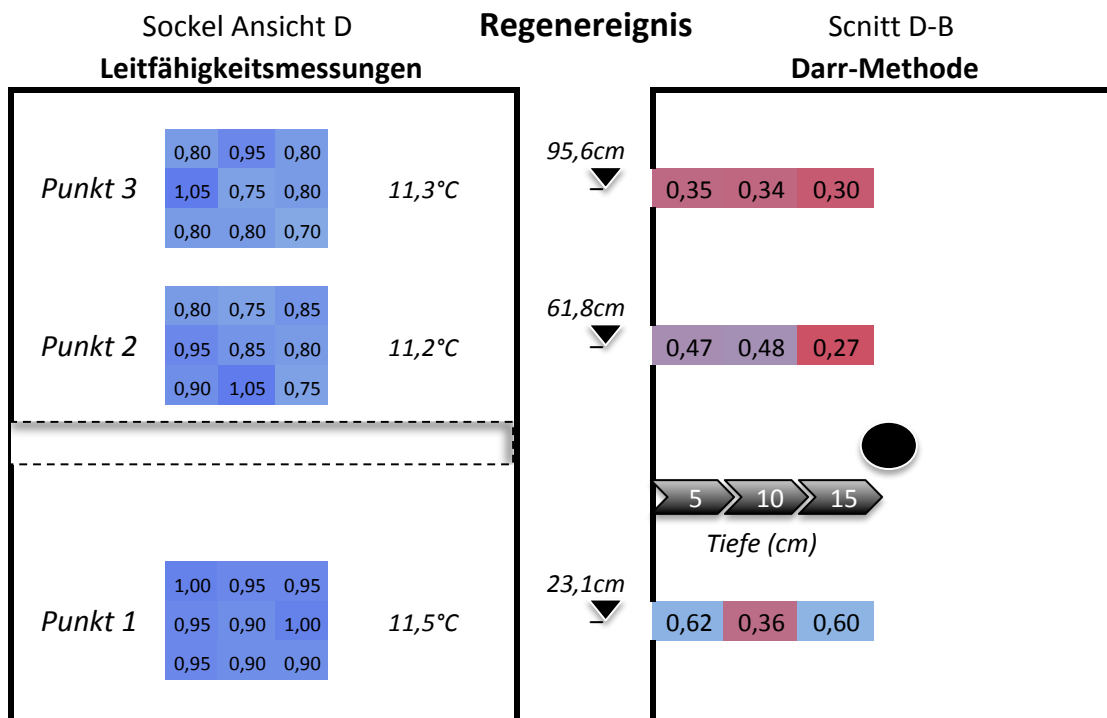 Sockel Ansicht D Regenereignis Scnitt D-B
Leitfähigkeitsmessungen Darr-Methode
0,80 0,95 0,80 95,6cm
Punkt 3 1,05 0,75 0,80 11,3°C 0,35 0,34 0,30
0,80 0,80 0,70
0,80 0,75 0,85 61,8cm
Punkt 2 0,95 0,85 0,80 11,2°C 0,47 0,48 0,27
0,90 1,05 0,75
5 10 15
Tiefe (cm)
1,00 0,95 0,95 23,1cm
Punkt 1 0,95 0,90 1,00 11,5°C 0,62 0,36 0,60
0,95 0,90 0,90